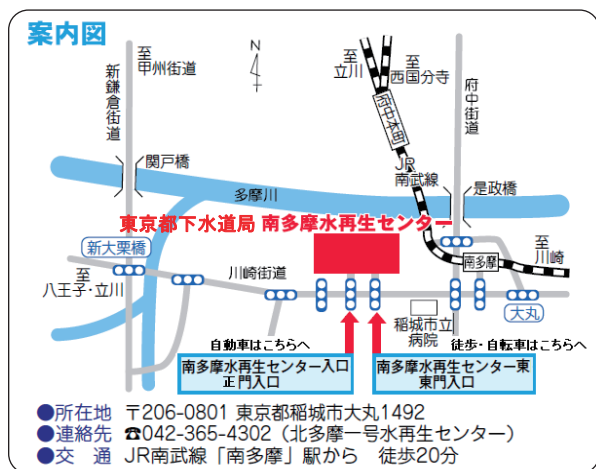 案内図
至
甲州街道
新鎌倉街道
N
至
立川
至
西国分寺
府中街道
府中本町
JR
南武線
関戸橋
多摩川
是政橋
東京都下水道局 南多摩水再生センター
新大栗橋
至
八王子・立川
川崎街道
南多摩
至
川崎
稲城市立
病院
大丸
自動車はこちらへ
徒歩・自転車はこちらへ
南多摩水再生センター入口
正門入口
南多摩水再生センター東
東門入口
●所在地 〒206-0801 東京都稲城市大丸1492
●連絡先 ☎042-365-4302（北多摩一号水再生センター）
●交 通 JR南武線「南多摩」駅から 徒歩20分